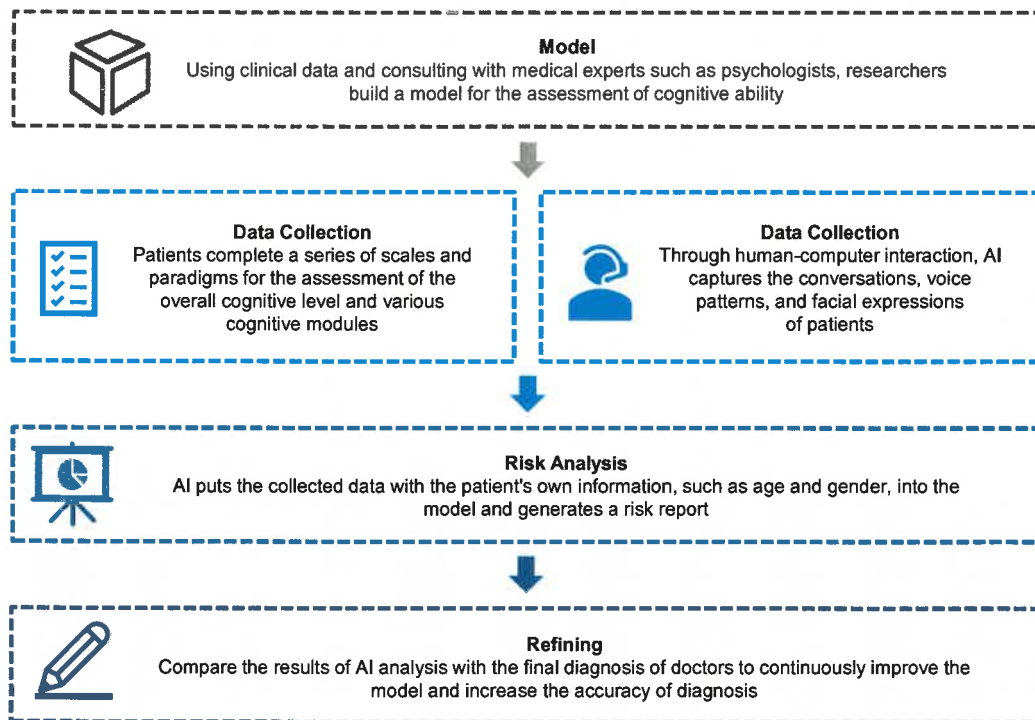 Model
Using clinical data and consulting with medical experts such as psychologists, researchers
build a model for the assessment of cognitive ability
Data Collection
Patients complete a series of scales and
paradigms for the assessment of the
overall cognitive level and various
cognitive modules
Data Collection
Through human-computer interaction, AI
captures the conversations, voice
patterns, and facial expressions
of patients
Risk Analysis
AI puts the collected data with the patient's own information, such as age and gender, into the
model and generates a risk report
Refining
Compare the results of AI analysis with the final diagnosis of doctors to continuously improve the
model and increase the accuracy of diagnosis